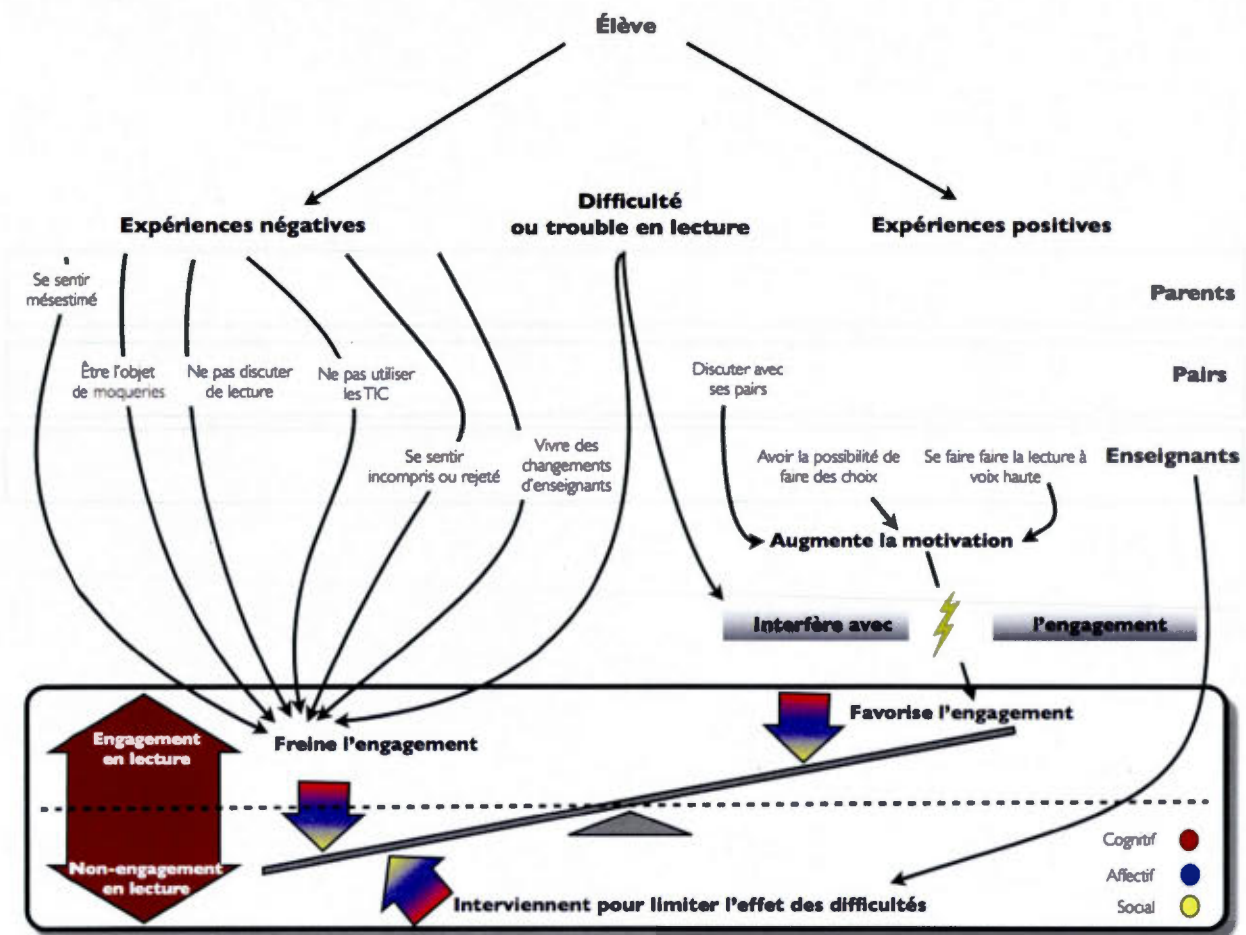 Élève
Difficulté
ou trouble en lecture
Expériences négatives
Expériences positives
Se sentir
mésestimé
Parents
Être l'objet
de moqueries
Ne pas discuter
de lecture
Ne pas utiliser
les TIC
Discuter avec
ses pairs
Pairs
Se sentir
incompris ou rejeté
Vivre des
changements
d'enseignants
Avoir la possibilité de
faire des choix
Se faire faire la lecture à
voix haute
Enseignants
Augmente la motivation
Interfère avec
l'engagement
Favorise l'engagement
Engagement
en lecture
Freine l'engagement
Non-engagement
en lecture
Interviennent pour limiter l'effet des difficultés
Cognitif
Affectif
Social